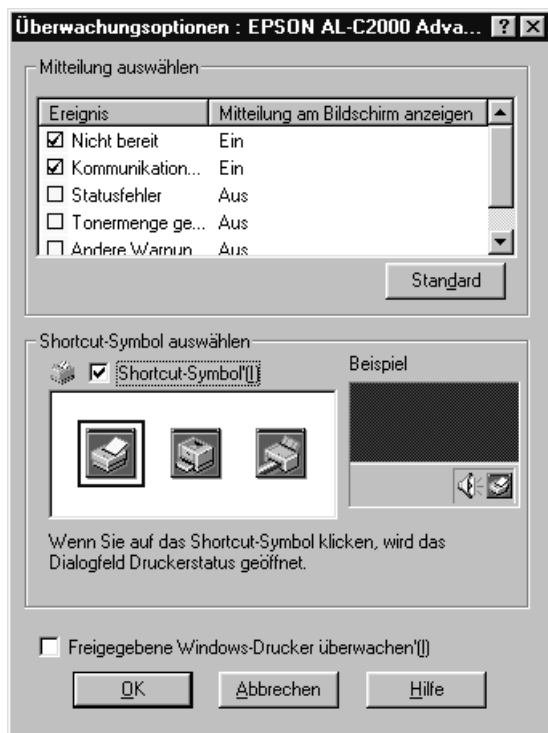 Überwachungsoptionen : EPSON AL-C2000 Adva... ? X
Mitteilung auswählen
Ereignis Mitteilung am Bildschirm anzeigen
Nicht bereit Ein
Kommunikation... Ein
Statusfehler Aus
Tonermenge ge... Aus
Andere Warnun Aus
Standard
Shortcut-Symbol auswählen
Shortcut-Symbol'(I)
Beispiel
Wenn Sie auf das Shortcut-Symbol klicken, wird das
Dialogfeld Druckerstatus geöffnet.
Freigegebene Windows-Drucker überwachen'(I)
OK Abbrechen Hilfe